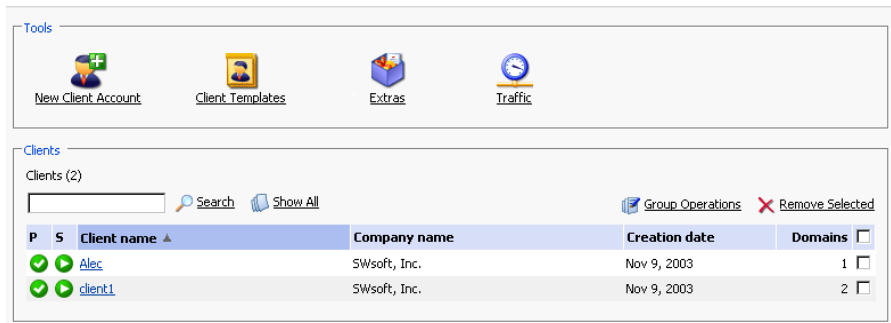 Tools
New Client Account Client Templates Extras Traffic
Clients
Clients (2)
Search Show All Group Operations Remove Selected
P S Client name Company name Creation date Domains
Alec SWsoft, Inc. Nov 9, 2003 1
client1 SWsoft, Inc. Nov 9, 2003 2